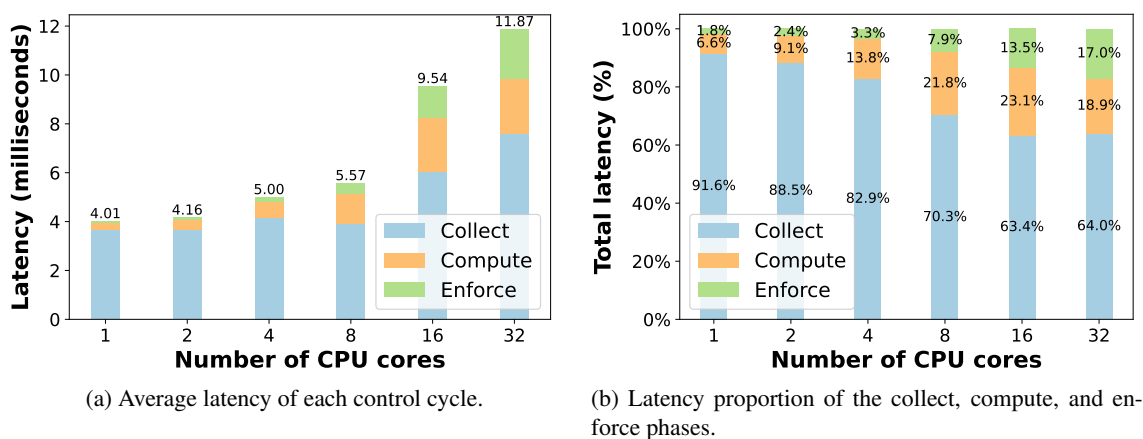 Latency (milliseconds)
12
10
8
6
4
2
0
4.01
4.16
5.00
5.57
9.54
11.87
Collect
Compute
Enforce
1 2 4 8 16 32
Number of CPU cores
(a) Average latency of each control cycle.
Total latency (%)
100%
80%
60%
40%
20%
0%
1.8% 2.4% 3.3% 7.9% 13.5% 17.0%
6.6% 9.1% 13.8% 21.8% 23.1% 18.9%
91.6% 88.5% 82.9% 70.3% 63.4% 64.0%
Collect
Compute
Enforce
1 2 4 8 16 32
Number of CPU cores
(b) Latency proportion of the collect, compute, and en-
force phases.